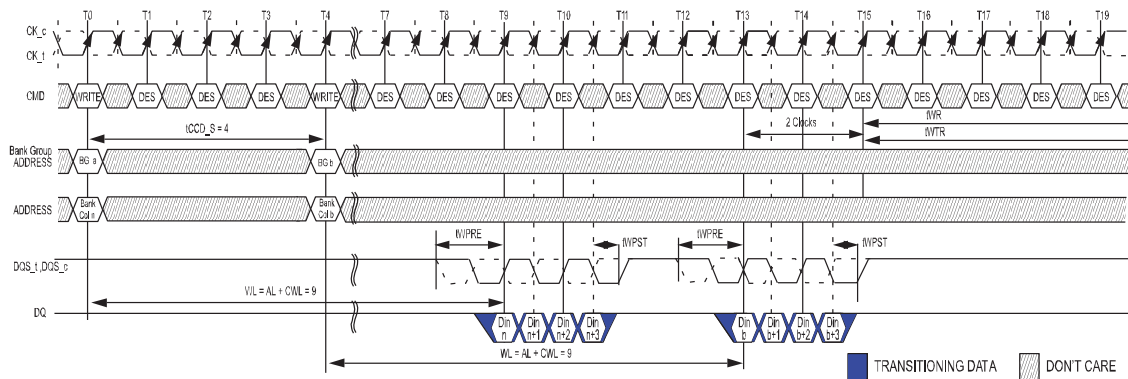 T0 T1 T2 T3 T4 T7 T8 T9 T10 T11 T12 T13 T14 T15 T16 T17 T18 T19
CK_c
CK_t
CMD WRITE DES DES DES WRITE DES DES DES DES DES DES DES DES DES DES DES DES DES
tCCD_S = 4
2 Clocks
tWR
tWTR
Bank Group
ADDRESS
BG a
BG b
ADDRESS
Bank
Col n
Bank
Col b
tWPRE
tWPST
tWPRE
tWPST
DQS_t ,DQS_c
WL = AL + CWL = 9
DQ
Din
n
Din
n+1
Din
n+2
Din
n+3
Din
b
Din
b+1
Din
b+2
Din
b+3
WL = AL + CWL = 9
TRANSITIONING DATA
DON'T CARE